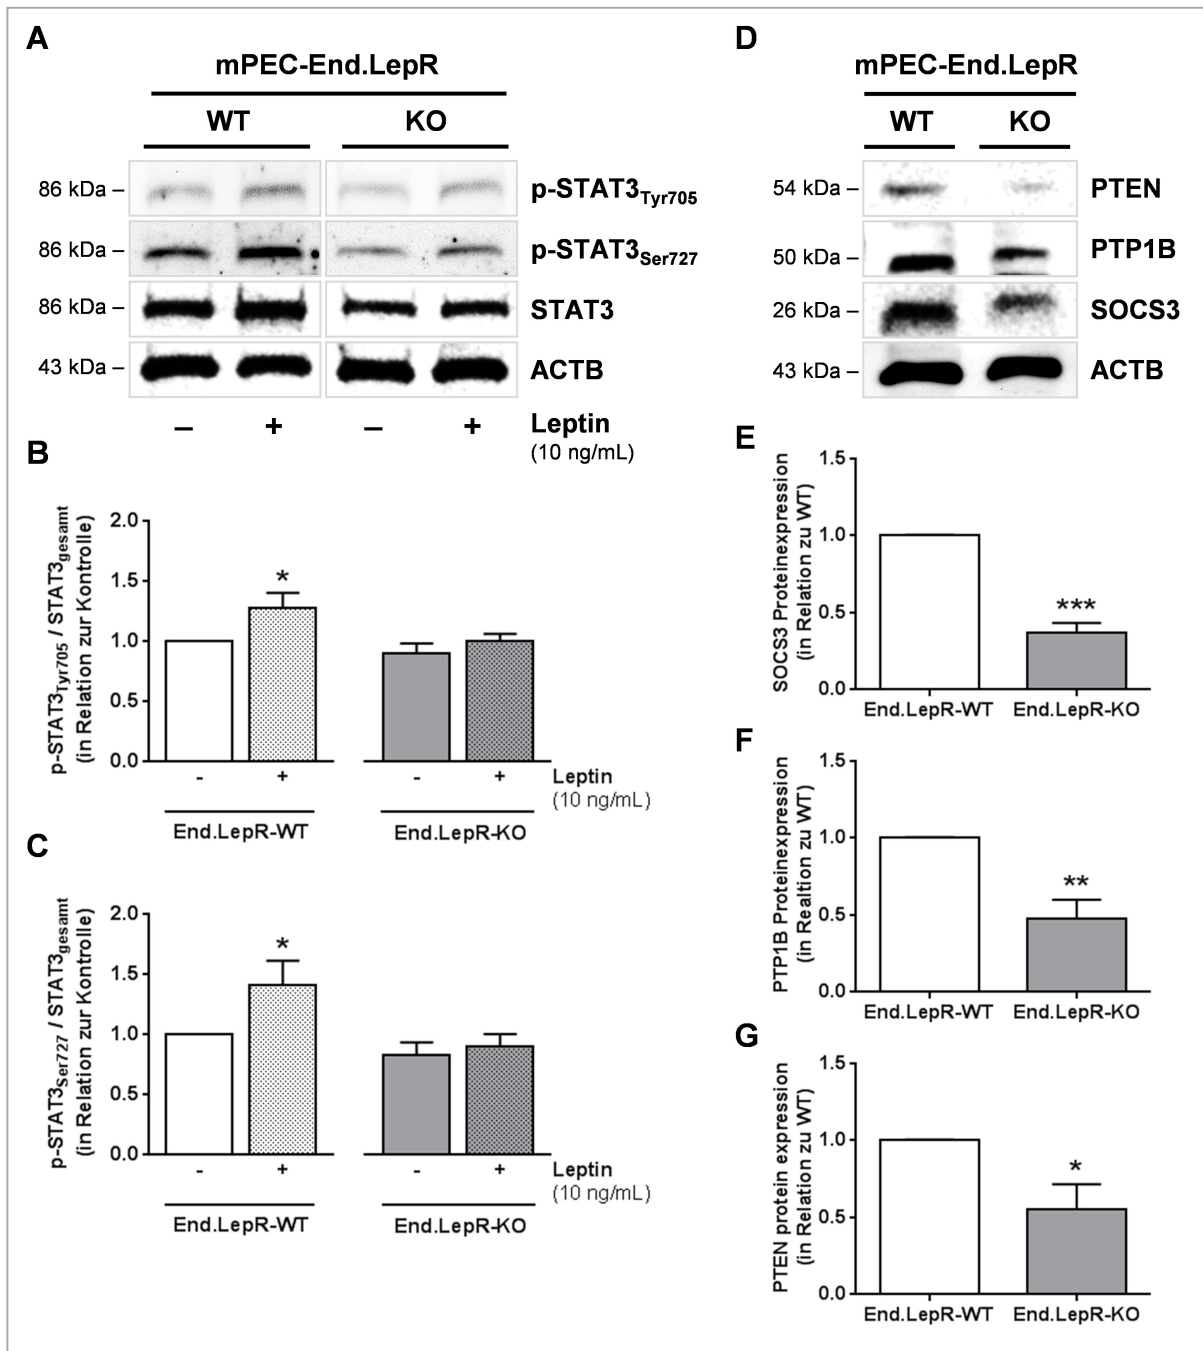 A
mPEC-End.LepR
WT KO
86 kDa – p-STAT3Tyr705
86 kDa – p-STAT3Ser727
86 kDa – STAT3
43 kDa – ACTB
– + – + Leptin
(10 ng/mL)
B
p-STAT3Tyr705 / STAT3gesamt
(in Relation zur Kontrolle)
2.0
1.5
1.0
0.5
0.0
*
- + - + Leptin
(10 ng/mL)
End.LepR-WT End.LepR-KO
C
p-STAT3Ser727 / STAT3gesamt
(in Relation zur Kontrolle)
2.0
1.5
1.0
0.5
0.0
*
- + - + Leptin
(10 ng/mL)
End.LepR-WT End.LepR-KO
D
mPEC-End.LepR
WT KO
54 kDa – PTEN
50 kDa – PTP1B
26 kDa – SOCS3
43 kDa – ACTB
E
SOCS3 Proteinexpression
(in Relation zu WT)
1.5
1.0
0.5
0.0
***
End.LepR-WT End.LepR-KO
F
PTP1B Proteinexpression
(in Realtion zu WT)
1.5
1.0
0.5
0.0
**
End.LepR-WT End.LepR-KO
G
PTEN protein expression
(in Relation zu WT)
1.5
1.0
0.5
0.0
*
End.LepR-WT End.LepR-KO